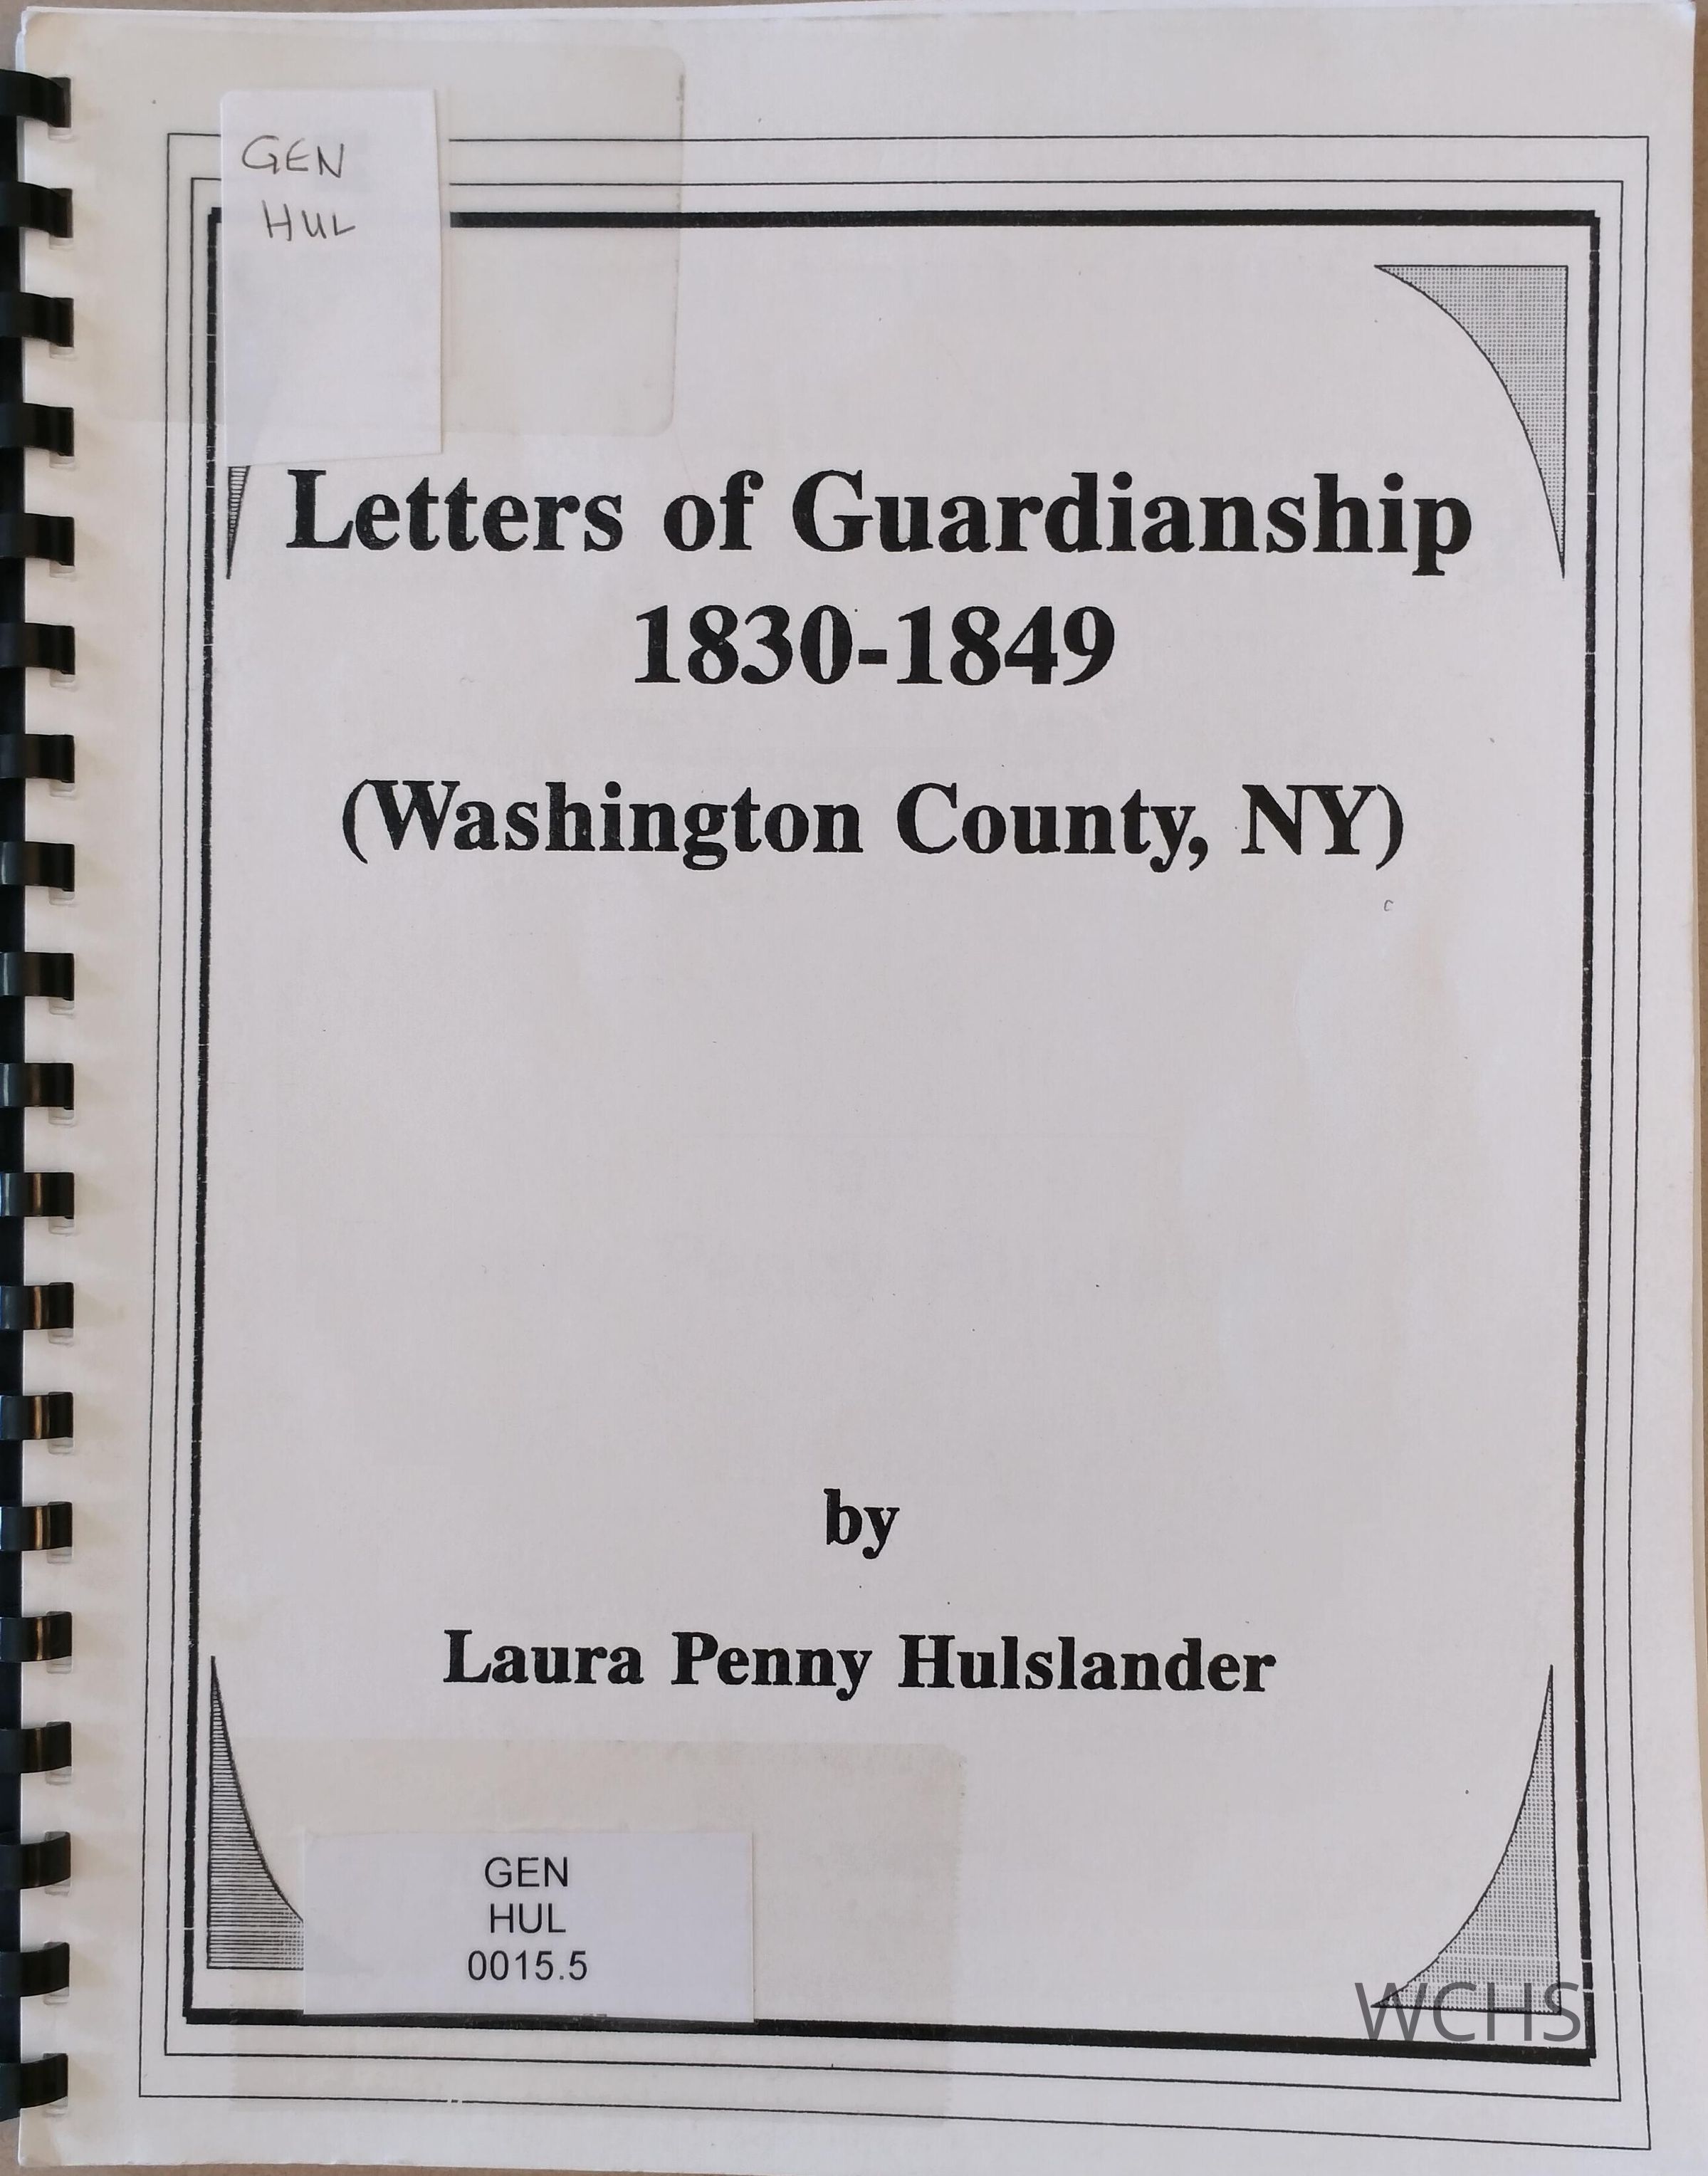 GEN
HUL
Letters of Guardianship
1830-1849
(Washington County, NY)
by
Laura Penny Hulslander
GEN
HUL
0015.5
WCHS